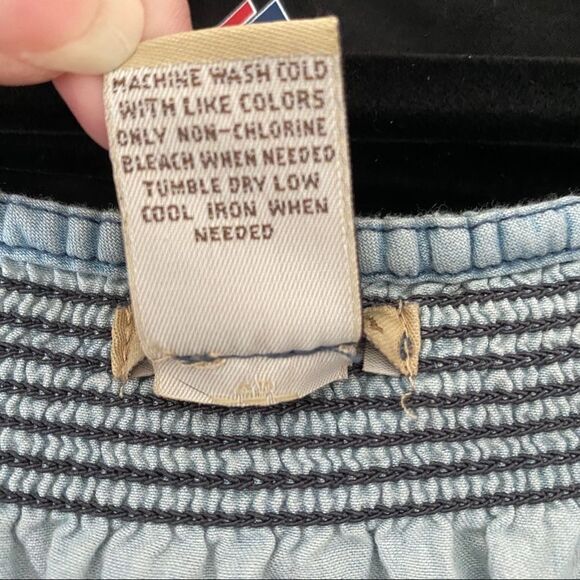 MACHINE WASH COLD
WITH LIKE COLORS
ONLY NON-CHLORINE
BLEACH WHEN NEEDED
TUMBLE DRY LOW
COOL IRON WHEN
NEEDED